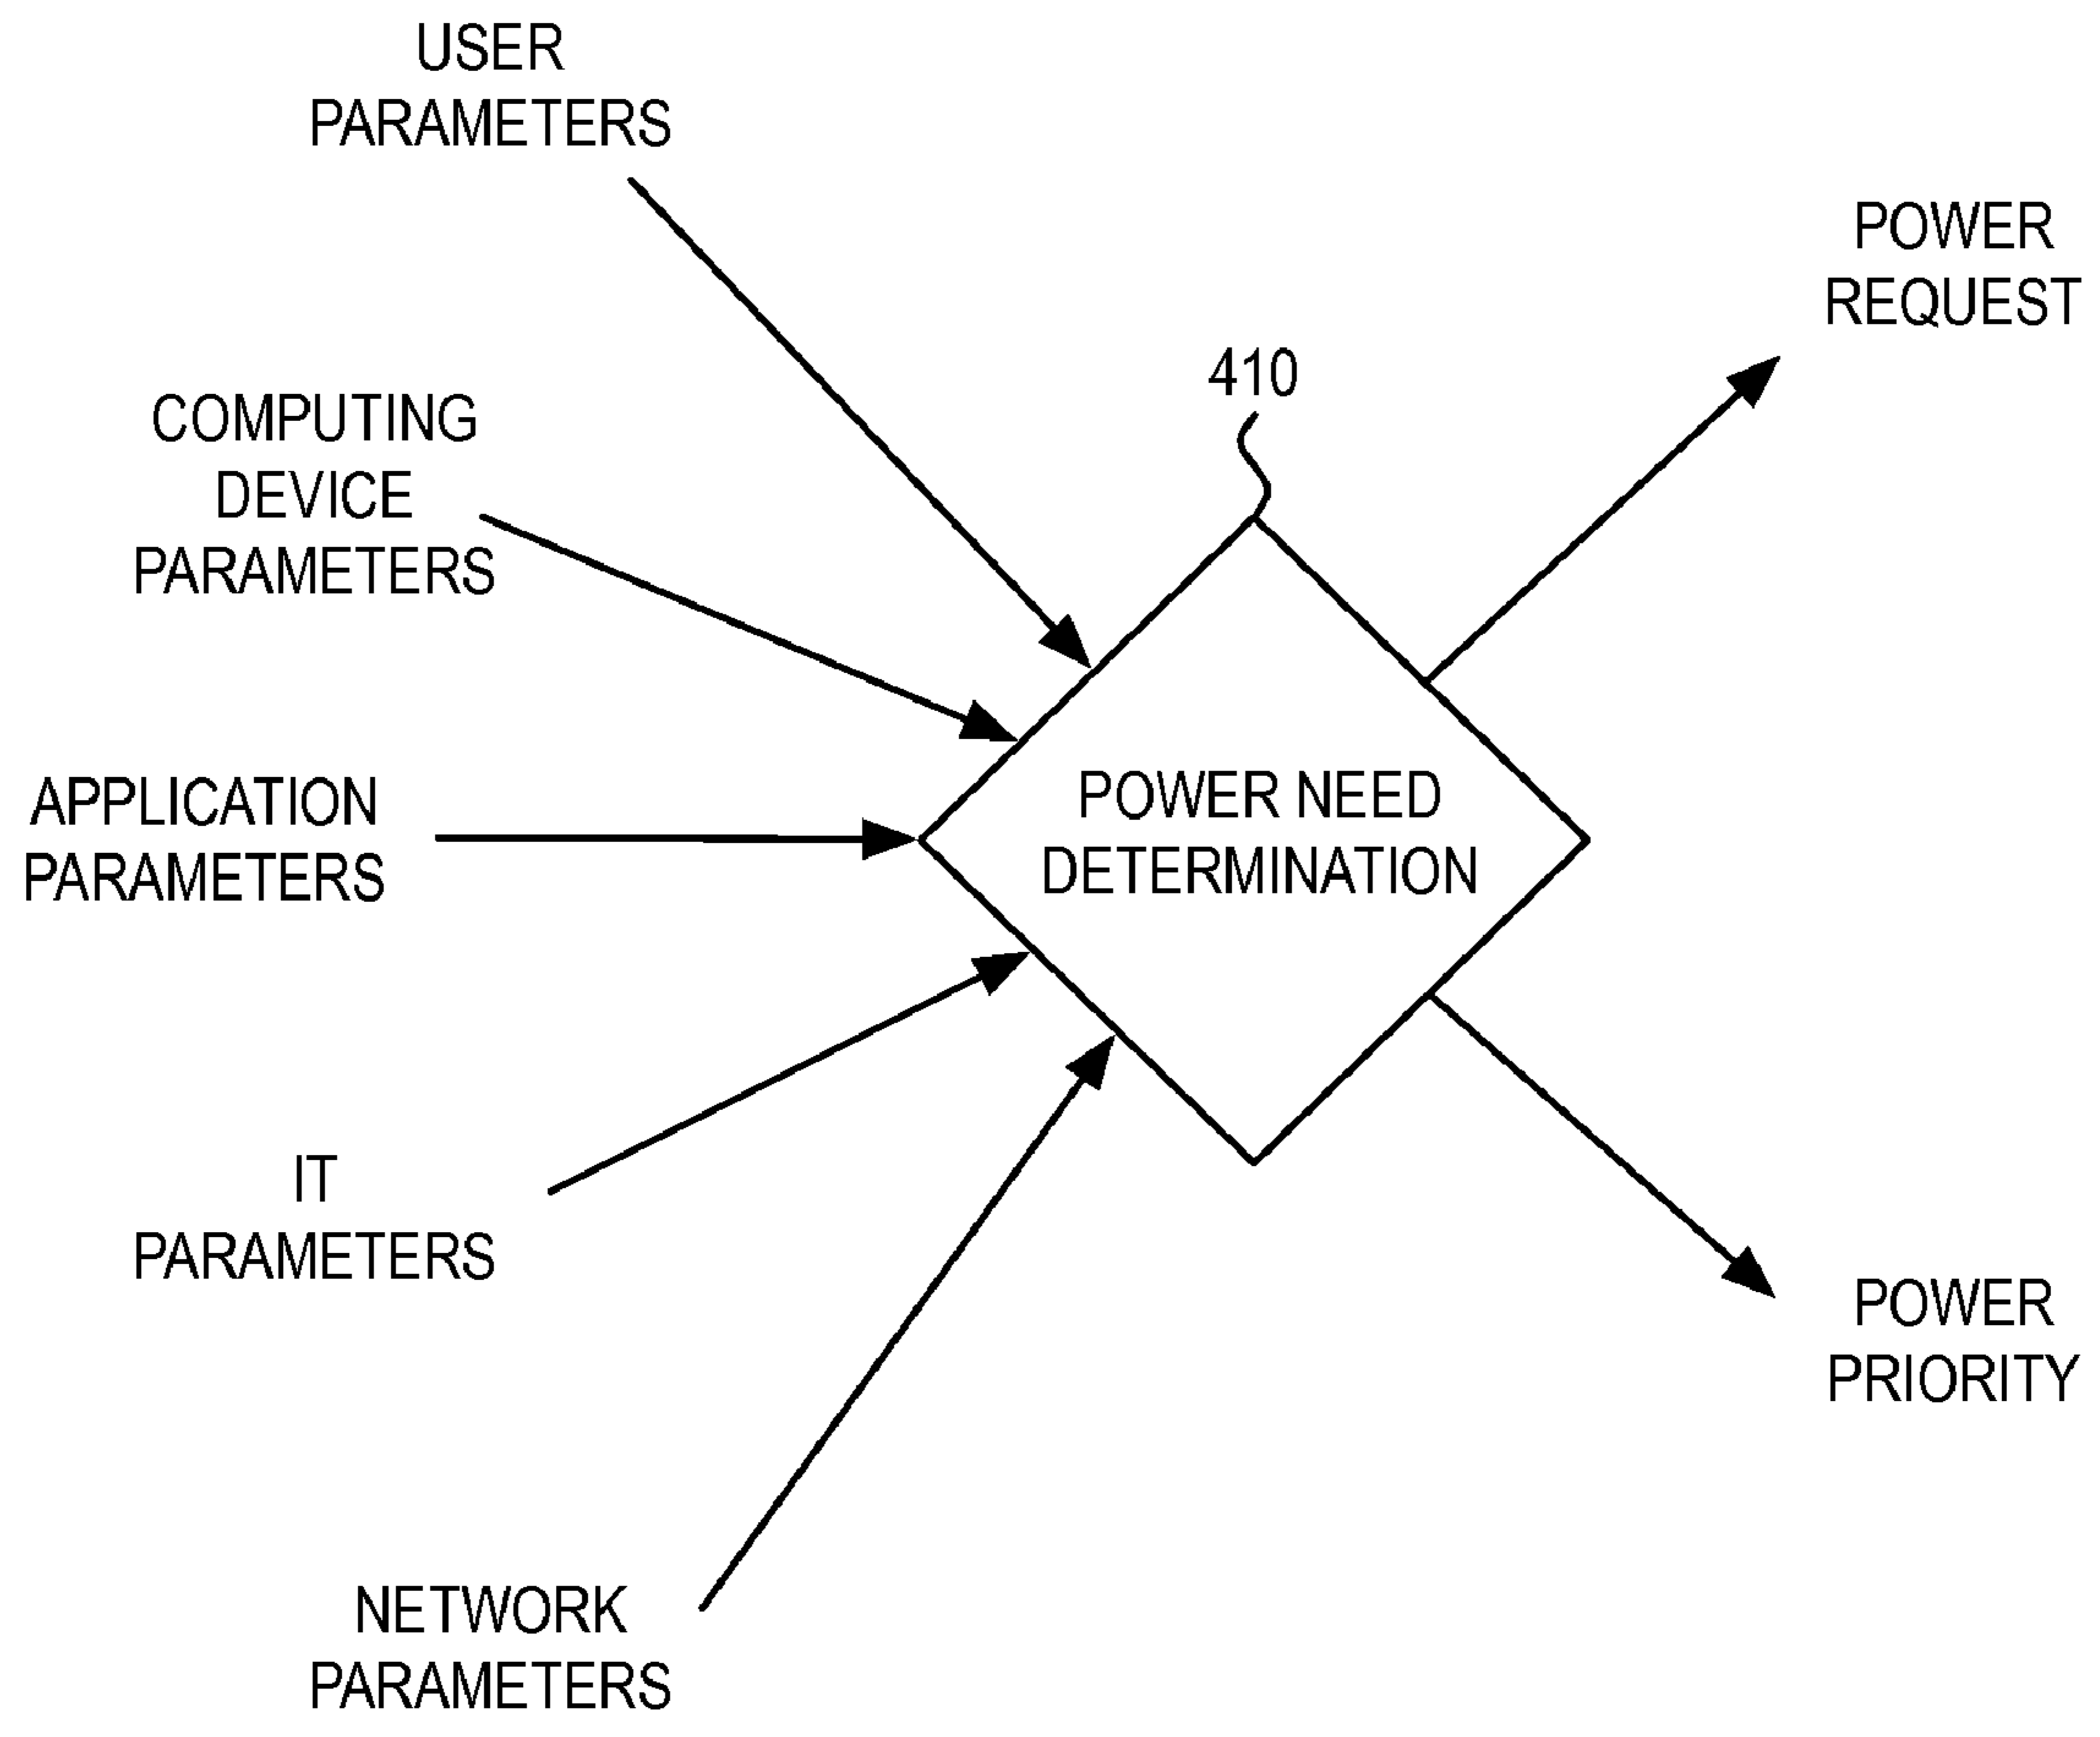 USER
PARAMETERS
COMPUTING
DEVICE
PARAMETERS
APPLICATION
PARAMETERS
IT
PARAMETERS
NETWORK
PARAMETERS
410
POWER NEED
DETERMINATION
POWER
REQUEST
POWER
PRIORITY